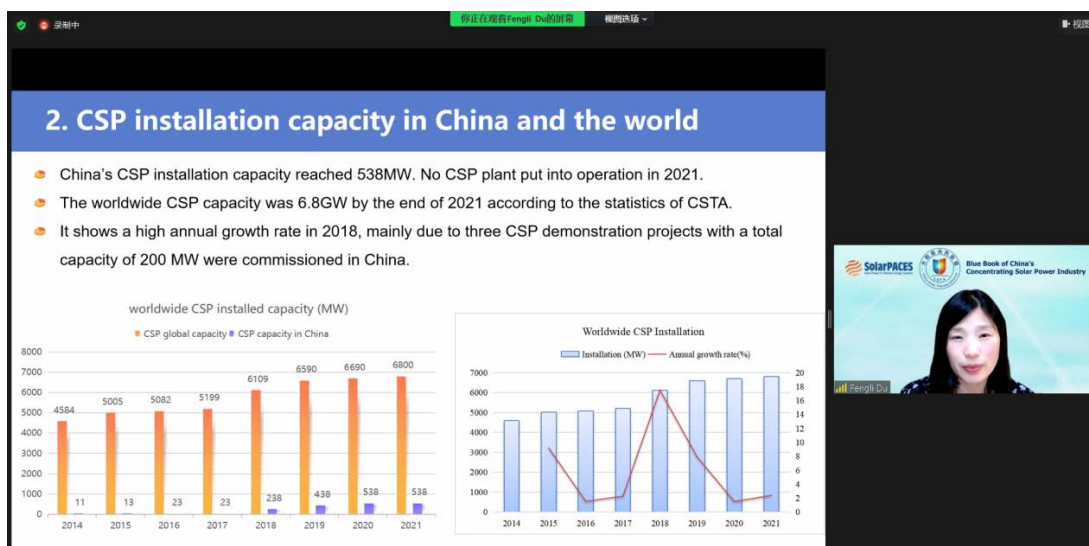 录制中
你正在观看Fengli Du的屏幕
视图选项
视图
2. CSP installation capacity in China and the world
China's CSP installation capacity reached 538MW. No CSP plant put into operation in 2021.
The worldwide CSP capacity was 6.8GW by the end of 2021 according to the statistics of CSTA.
It shows a high annual growth rate in 2018, mainly due to three CSP demonstration projects with a total
capacity of 200 MW were commissioned in China.
worldwide CSP installed capacity (MW)
CSP global capacity CSP capacity in China
8000
7000
6000
5000
4000
3000
2000
1000
0
4584 5005 5082 5199 6109 6590 6690 6800
11 13 23 23 238 438 538 538
2014 2015 2016 2017 2018 2019 2020 2021
Worldwide CSP Installation
Installation (MW) Annual growth rate(%)
7000
6000
5000
4000
3000
2000
1000
0
20
18
16
14
12
10
8
6
4
2
0
2014 2015 2016 2017 2018 2019 2020 2021
SolarPACES
Blue Book of China's
Concentrating Solar Power Industry
Fengli Du